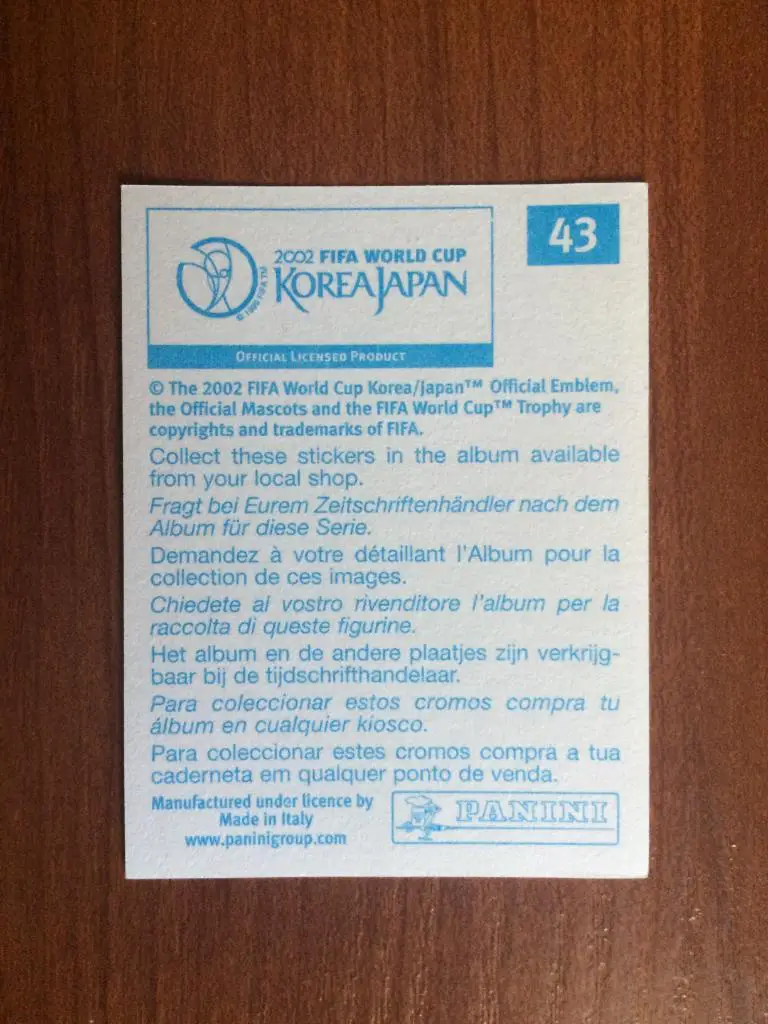 43
2002 FIFA WORLD CUP
KOREAJAPAN
OFFICIAL LICENSED PRODUCT
© The 2002 FIFA World Cup Korea/Japan™ Official Emblem,
the Official Mascots and the FIFA World Cup™ Trophy are
copyrights and trademarks of FIFA.
Collect these stickers in the album available
from your local shop.
Fragt bei Eurem Zeitschriftenhändler nach dem
Album für diese Serie.
Demandez à votre détaillant l'Album pour la
collection de ces images.
Chiedete al vostro rivenditore l'album per la
raccolta di queste figurine.
Het album en de andere plaatjes zijn verkrijg-
baar bij de tijdschrifthandelaar.
Para coleccionar estos cromos compra tu
álbum en cualquier kiosco.
Para coleccionar estes cromos compra a tua
caderneta em qualquer ponto de venda.
Manufactured under licence by
Made in Italy
www.paninigroup.com
PANINI